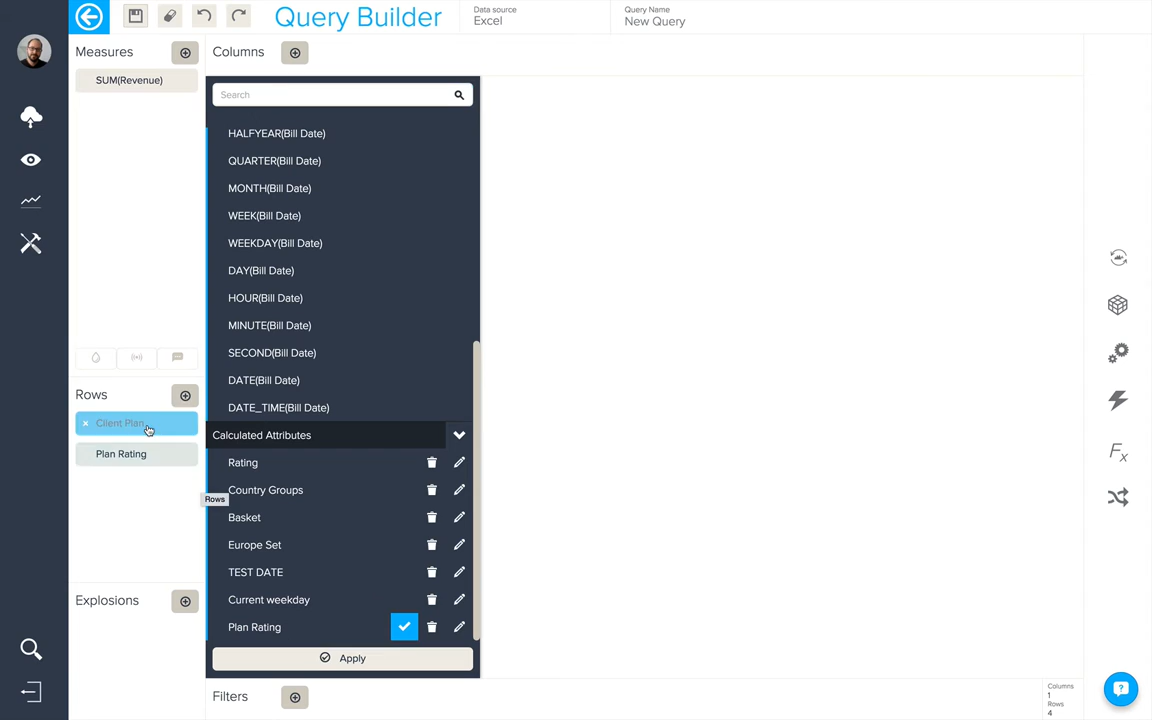 Query Builder
Data source
Excel
Query Name
New Query
Measures
SUM(Revenue)
Columns
Search
HALFYEAR(Bill Date)
QUARTER(Bill Date)
MONTH(Bill Date)
WEEK(Bill Date)
WEEKDAY(Bill Date)
DAY(Bill Date)
HOUR(Bill Date)
MINUTE(Bill Date)
SECOND(Bill Date)
DATE(Bill Date)
DATE_TIME(Bill Date)
Calculated Attributes
Rating
Country Groups
Basket
Europe Set
TEST DATE
Current weekday
Plan Rating
Apply
Rows
Client Plan
Plan Rating
Rows
Explosions
Filters
Columns
1
Rows
4
Fx